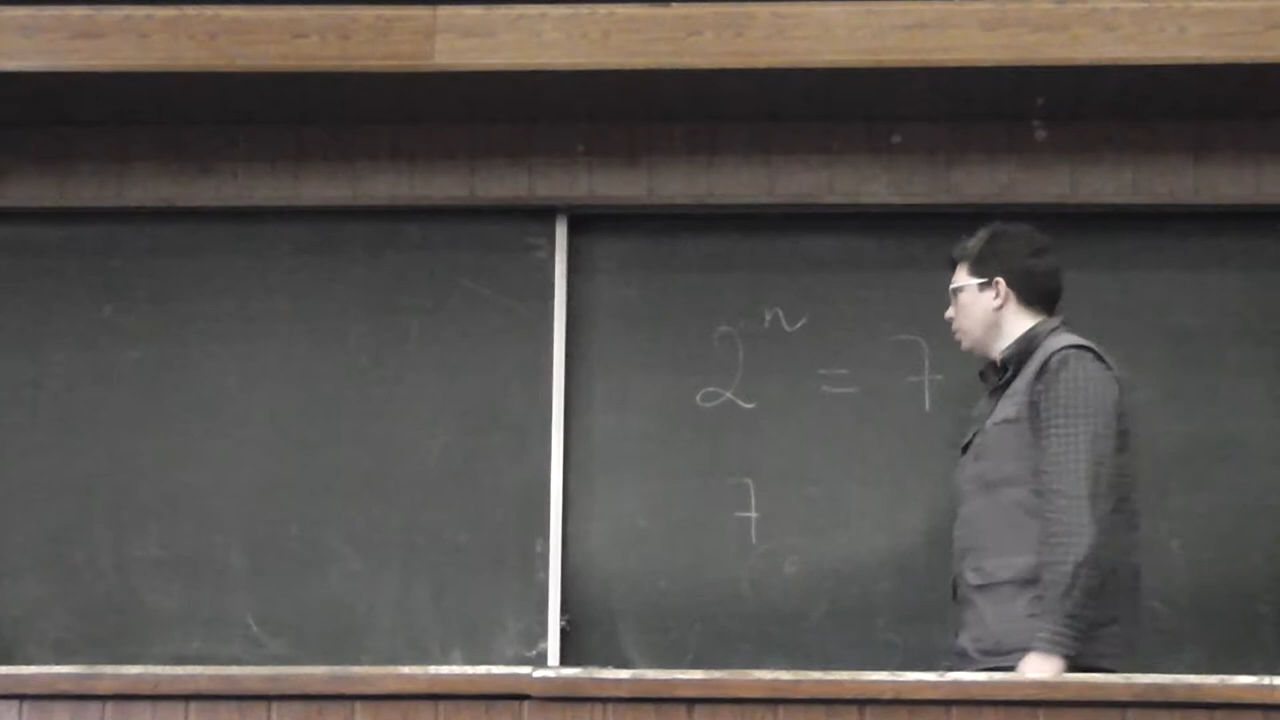 2ⁿ = 7
7